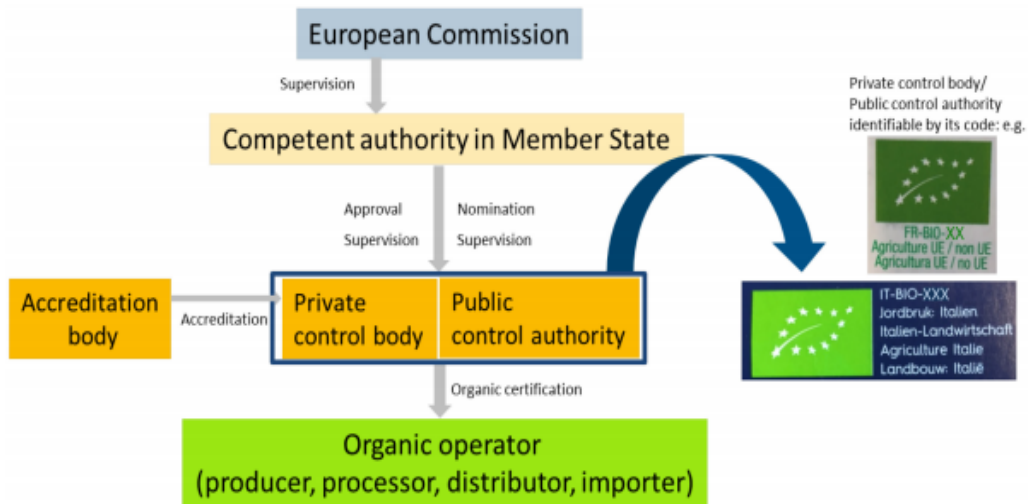 European Commission
Supervision
Private control body/
Public control authority
identifiable by its code: e.g.
Competent authority in Member State
Approval Nomination
Supervision Supervision
FR-BIO-XX
Agriculture UE / non UE
Agricultura UE / no UE
Accreditation
body
Accreditation
Private
control body
Public
control authority
IT-BIO-XXX
Jordbruk: Italien
Italien-Landwirtschaft
Agriculture Italie
Landbouw: Italië
Organic certification
Organic operator
(producer, processor, distributor, importer)